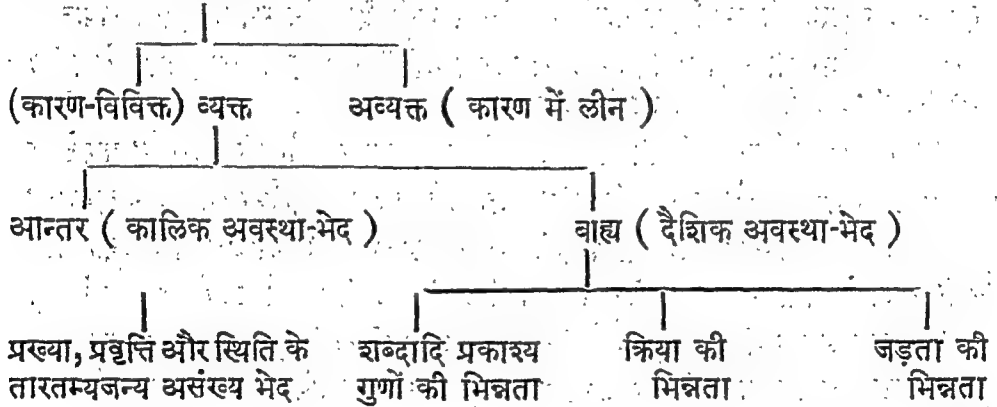 (कारण-विविक्त) व्यक्त अव्यक्त ( कारण में लीन )
आन्तर ( कालिक अवस्था-भेद ) बाह्य ( दैशिक अवस्था-भेद )
प्रख्या, प्रवृत्ति और स्थिति के शब्दादि प्रकाश्य क्रिया की जड़ता की
तारतम्यजन्य असंख्य भेद गुणों की भिन्नता भिन्नता भिन्नता